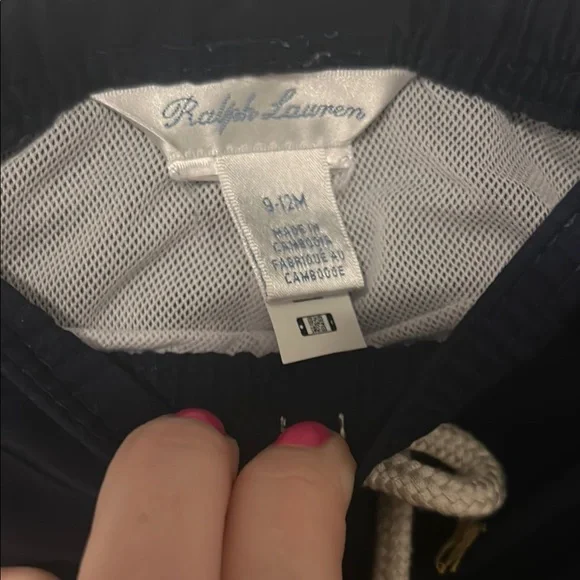 Ralph Lauren
9-12M
MADE IN
CAMBODIA
FABRIQUE AU
CAMBODGE